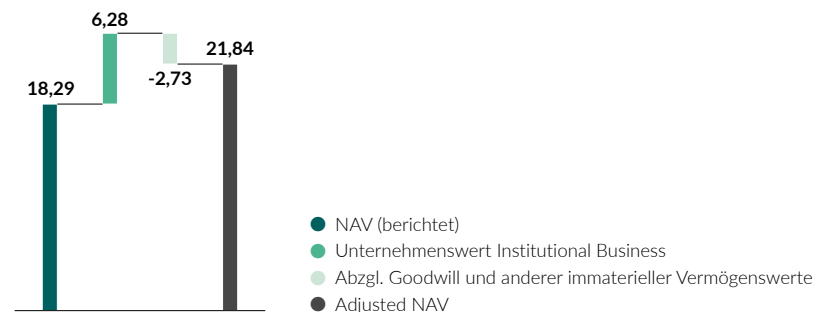 6,28
21,84
-2,73
18,29
NAV (berichtet)
Unternehmenswert Institutional Business
Abzgl. Goodwill und anderer immaterieller Vermögenswerte
Adjusted NAV